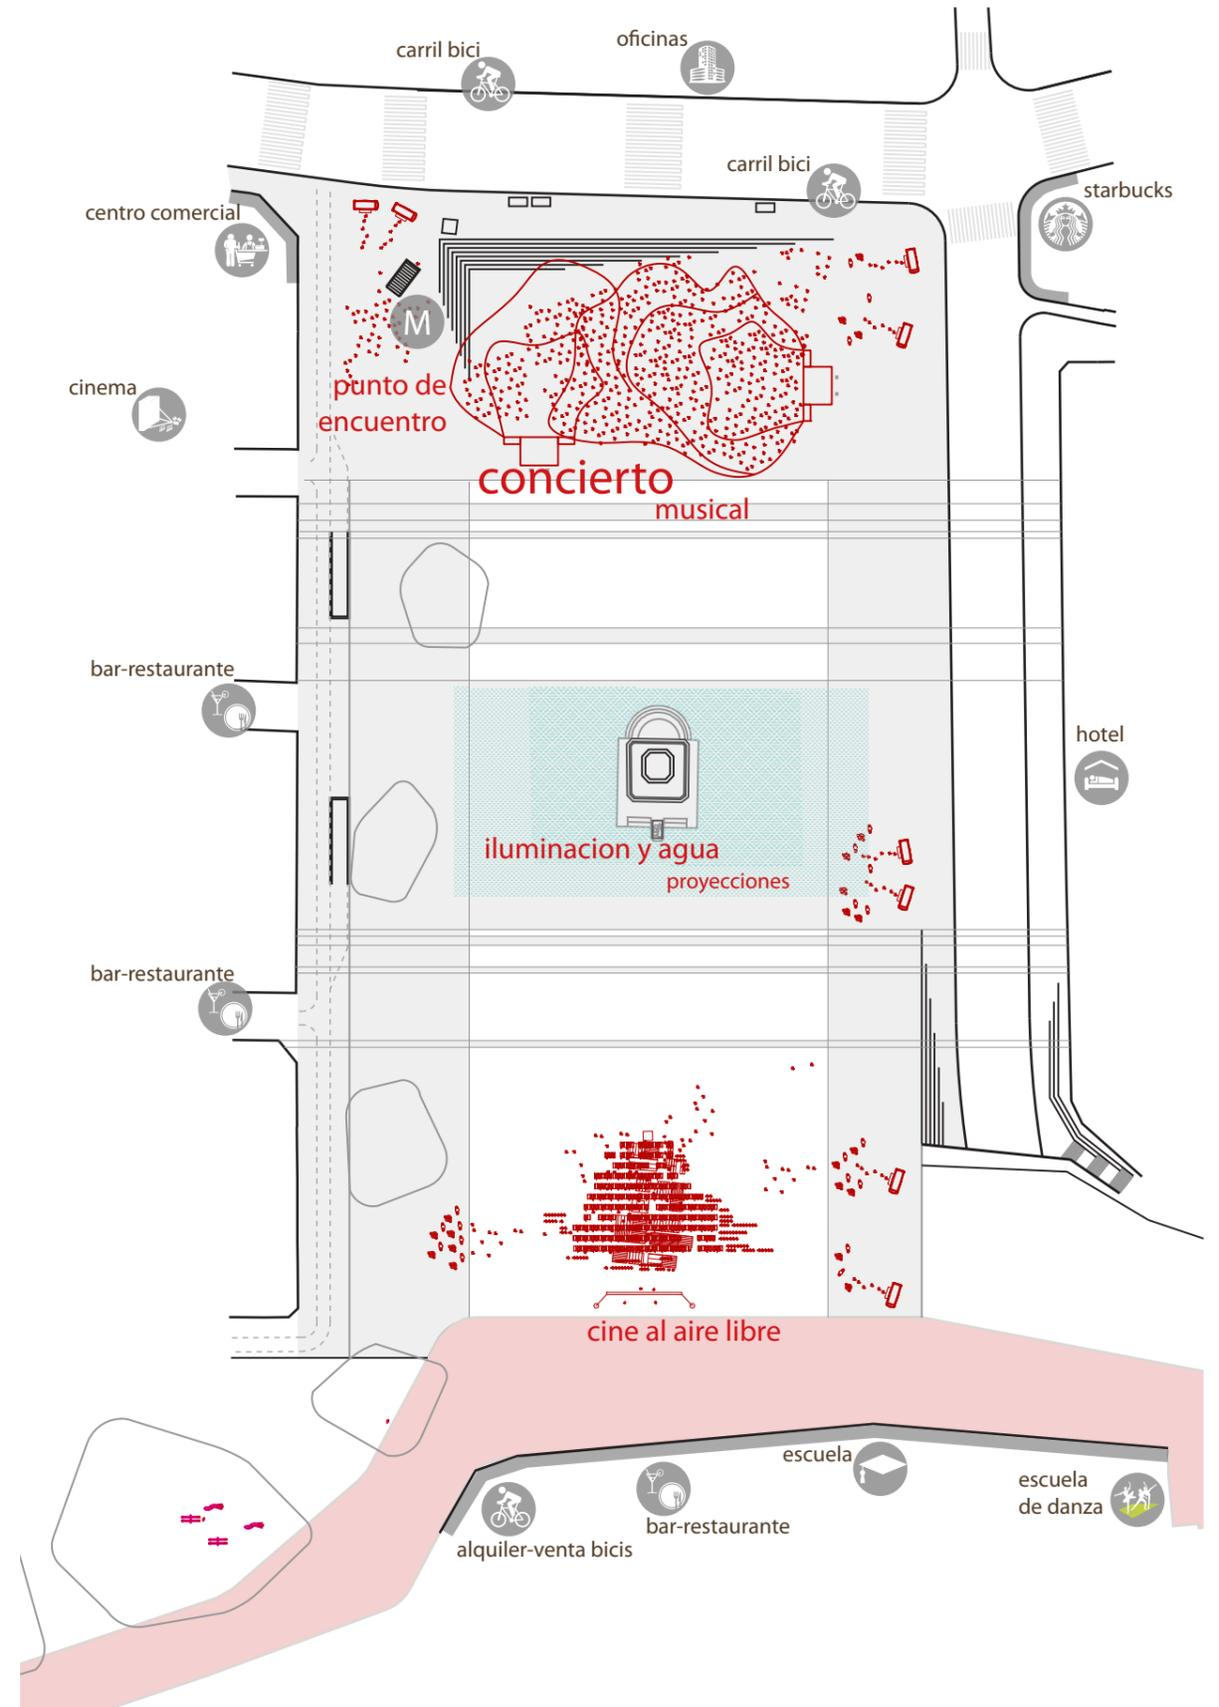 oficinas
carril bici
carril bici
starbucks
centro comercial
M
cinema
punto de
encuentro
concierto
musical
bar-restaurante
hotel
iluminacion y agua
proyecciones
bar-restaurante
cine al aire libre
escuela
escuela
de danza
bar-restaurante
alquiler-venta bicis